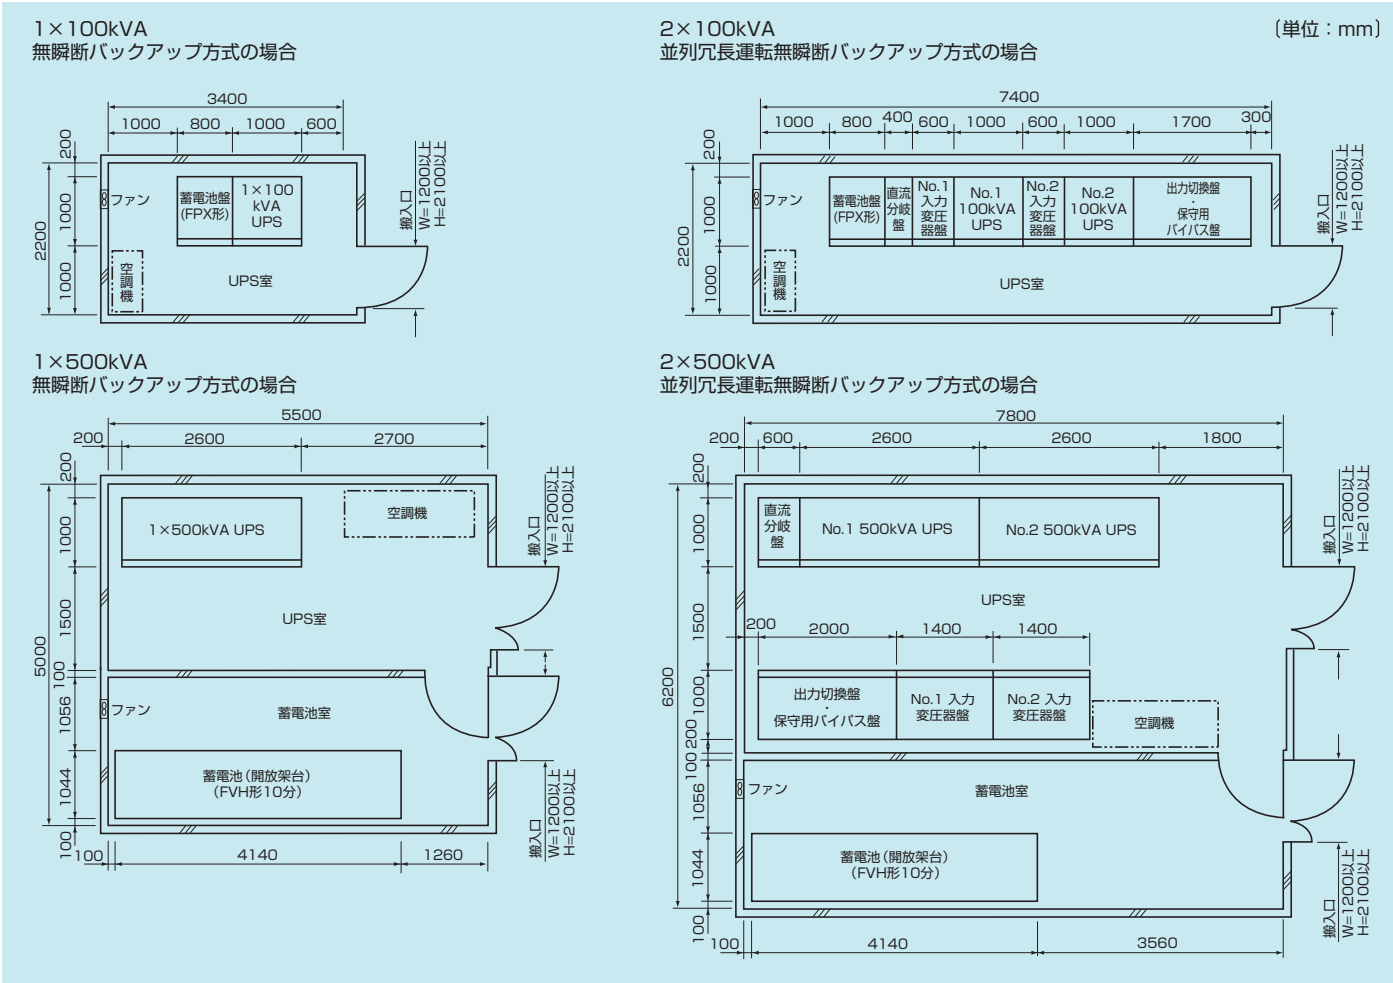 1×100kVA
無瞬断バックアップ方式の場合
3400
1000
800
1000
600
200
1000
1000
2200
ファン
蓄電池盤
(FPX形)
1×100
kVA
UPS
空調機
UPS室
搬入口
W=1200以上
H=2100以上
2×100kVA
並列冗長運転無瞬断バックアップ方式の場合
〔単位：mm〕
7400
1000
800
400
600
1000
600
1000
1700
300
200
1000
1000
2200
ファン
蓄電池盤
(FPX形)
直流
分岐
盤
No.1
入力
変圧
器盤
No.1
100kVA
UPS
No.2
入力
変圧
器盤
No.2
100kVA
UPS
出力切換盤
・
保守用
バイパス盤
空調機
UPS室
搬入口
W=1200以上
H=2100以上
1×500kVA
無瞬断バックアップ方式の場合
5500
200
2600
2700
200
1000
1500
100
1056
1044
100
5000
1×500kVA UPS
空調機
UPS室
搬入口
W=1200以上
H=2100以上
ファン
蓄電池室
蓄電池（開放架台）
（FVH形10分）
搬入口
W=1200以上
H=2100以上
100
4140
1260
2×500kVA
並列冗長運転無瞬断バックアップ方式の場合
7800
200
600
2600
2600
1800
200
1000
1500
1000
200
100
1056
1044
100
6200
直流
分岐
盤
No.1 500kVA UPS
No.2 500kVA UPS
UPS室
搬入口
W=1200以上
H=2100以上
200
2000
1400
1400
出力切換盤
・
保守用バイパス盤
No.1 入力
変圧器盤
No.2 入力
変圧器盤
空調機
ファン
蓄電池室
蓄電池（開放架台）
（FVH形10分）
搬入口
W=1200以上
H=2100以上
100
4140
3560